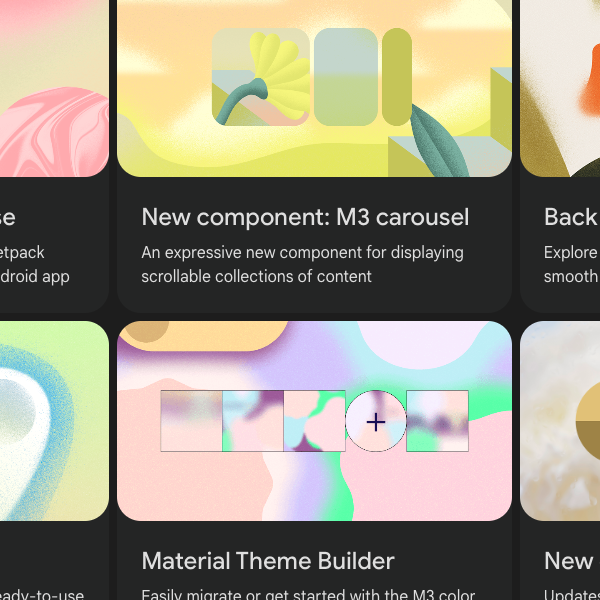 se
New component: M3 carousel
Back
etpack
An expressive new component for displaying
Explore
droid app
scrollable collections of content
smooth
Material Theme Builder
New
eady-to-use
Easily migrate or get started with the M3 color
Updates